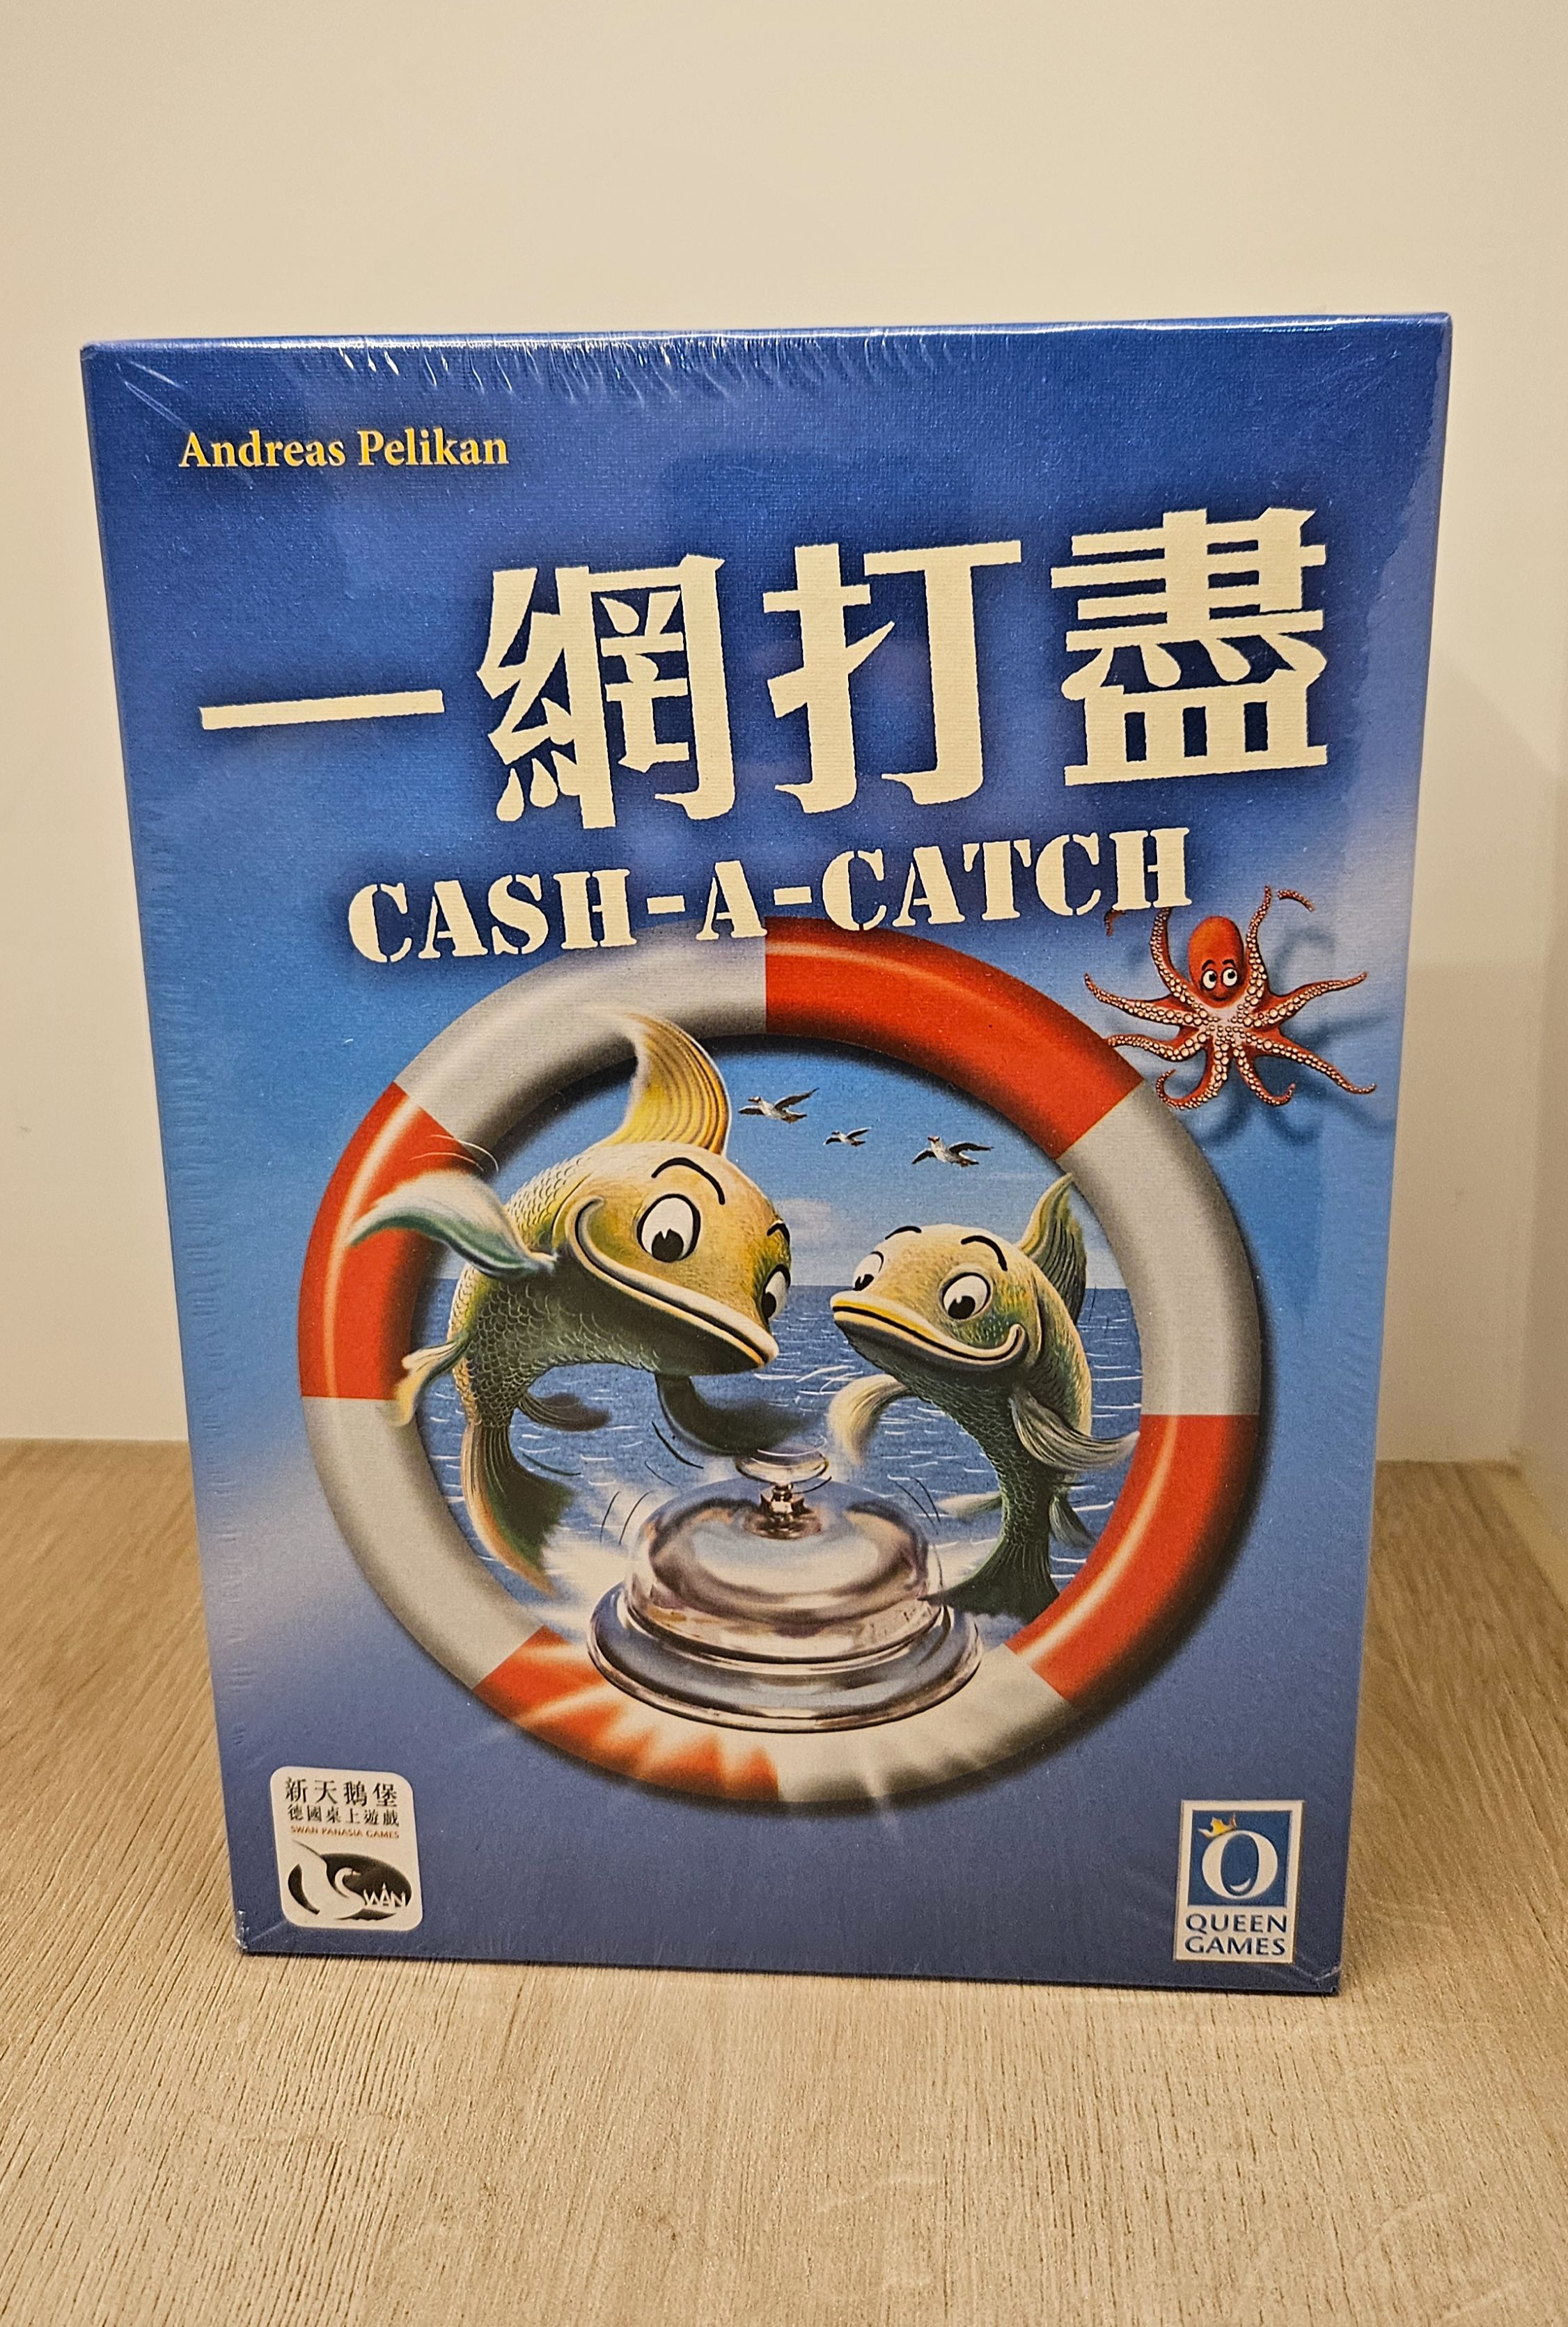 Andreas Pelikan
一網打盡
CASH-A-CATCH
新天鵝堡
德國桌上遊戲
SWAN PANASIA GAMES
SWAN
QUEEN
GAMES